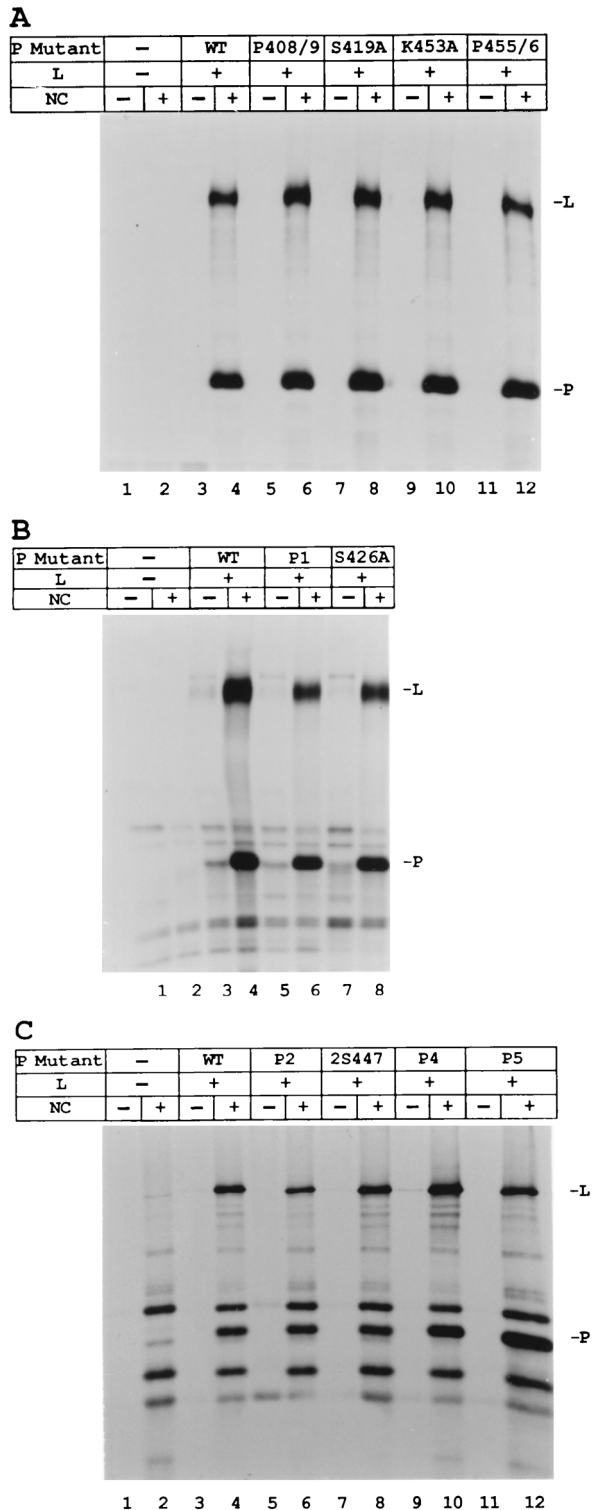 A
P Mutant – WT P408/9 S419A K453A P455/6
L – + + + + +
NC – + – + – + – + – + – +
-L
-P
1 2 3 4 5 6 7 8 9 10 11 12
B
P Mutant – WT P1 S426A
L – + + +
NC – + – + – + – +
-L
-P
1 2 3 4 5 6 7 8
C
P Mutant – WT P2 2S447 P4 P5
L – + + + + +
NC – + – + – + – + – + – +
-L
-P
1 2 3 4 5 6 7 8 9 10 11 12